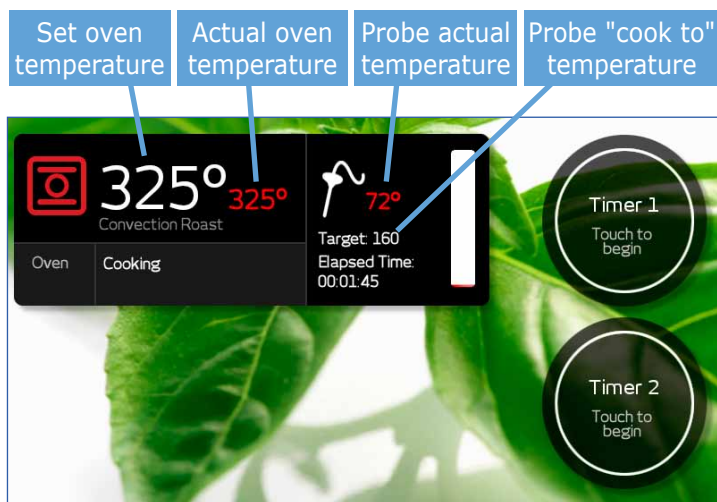 Set oven
temperature
Actual oven
temperature
Probe actual
temperature
Probe "cook to"
temperature
325°
325°
Convection Roast
72°
Target: 160
Elapsed Time:
00:01:45
Oven
Cooking
Timer 1
Touch to
begin
Timer 2
Touch to
begin